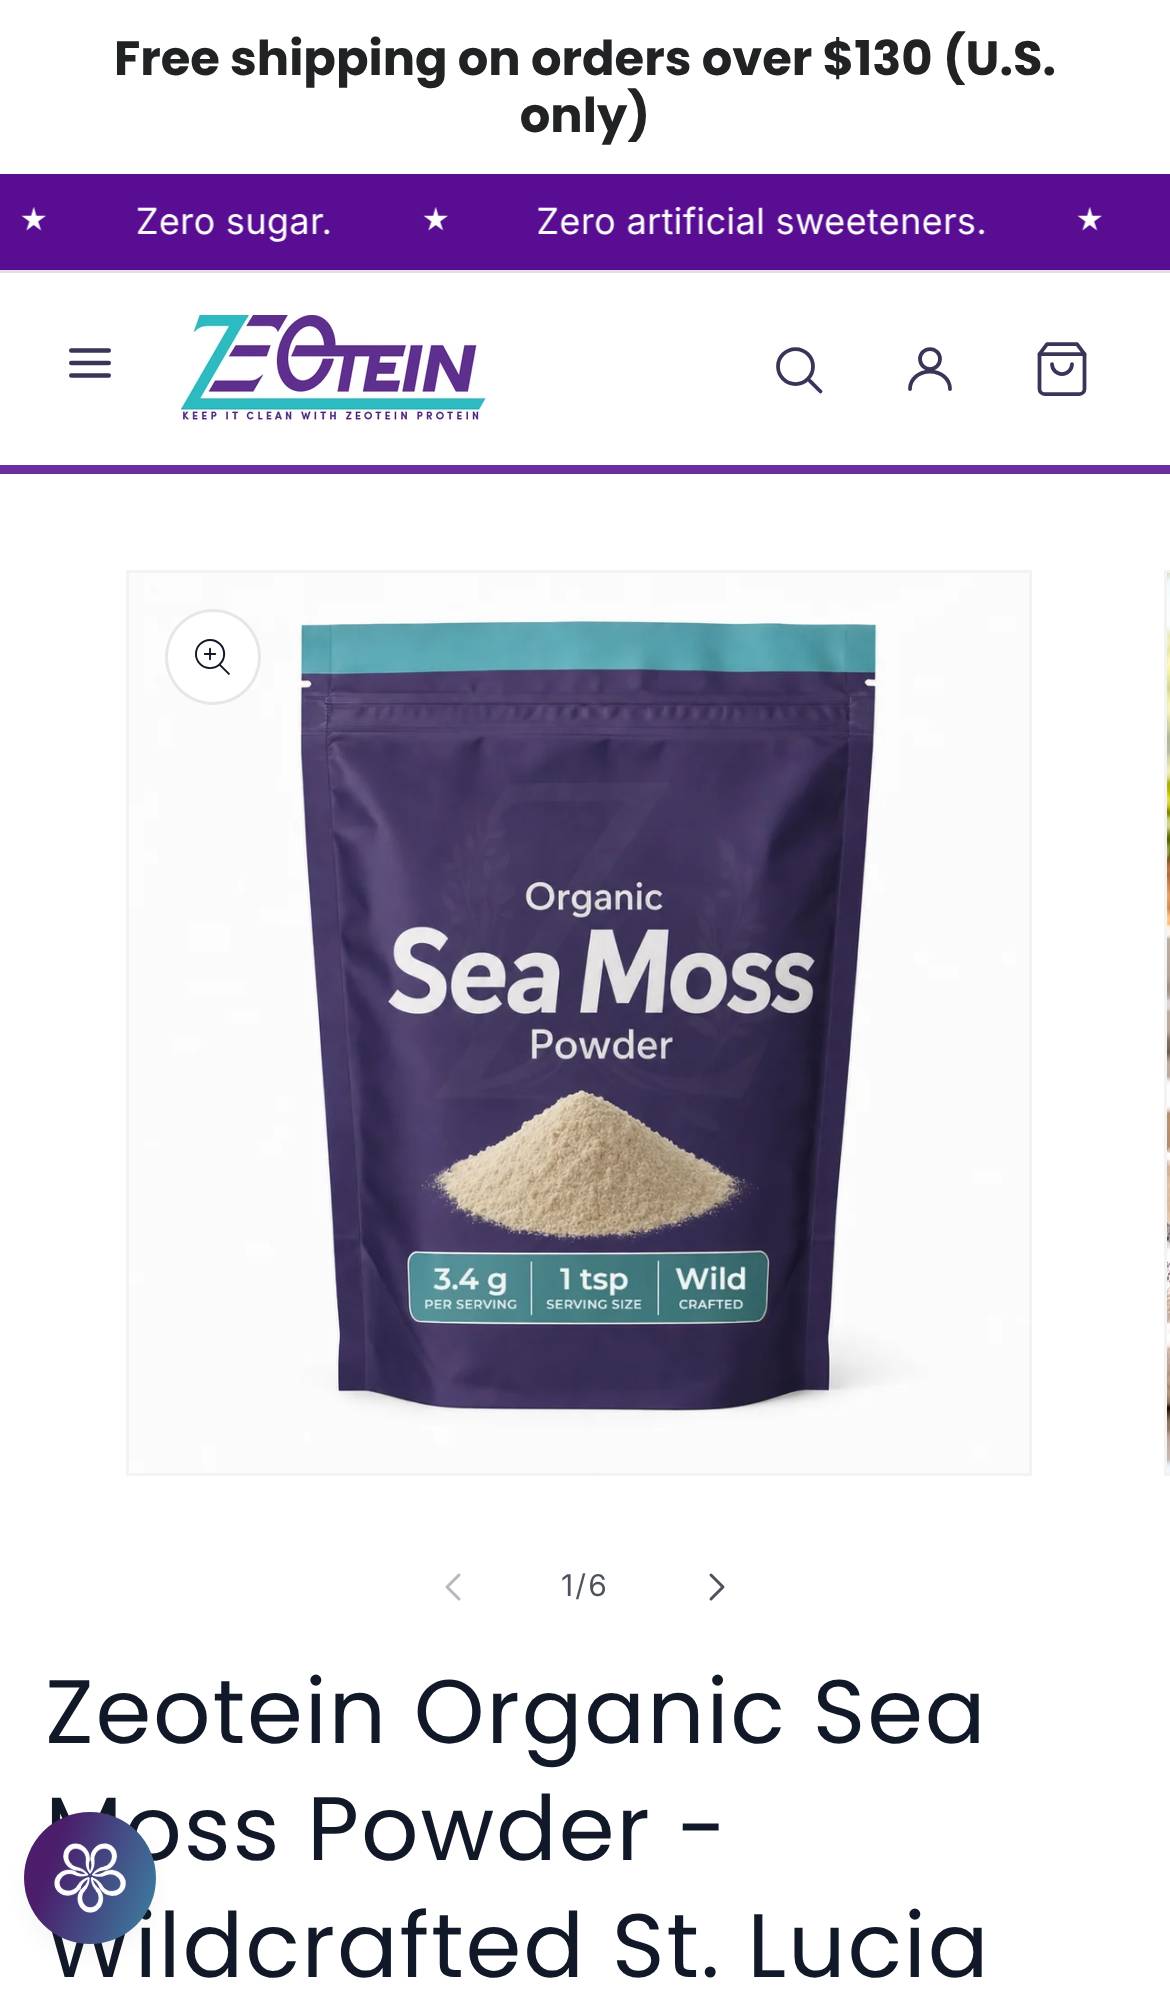 Free shipping on orders over $130 (U.S.
only)
★ Zero sugar. ★ Zero artificial sweeteners. ★
ZEOTEIN
KEEP IT CLEAN WITH ZEOTEIN PROTEIN
Organic
Sea Moss
Powder
3.4 g 1 tsp Wild
PER SERVING SERVING SIZE CRAFTED
1/6
Zeotein Organic Sea
Moss Powder -
Wildcrafted St. Lucia